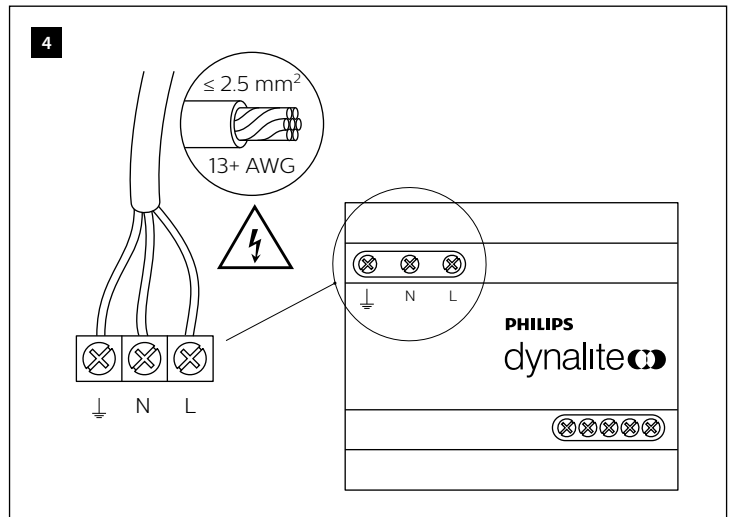 4
≤ 2.5 mm²
13+ AWG
N L
N L
PHILIPS
dynalite